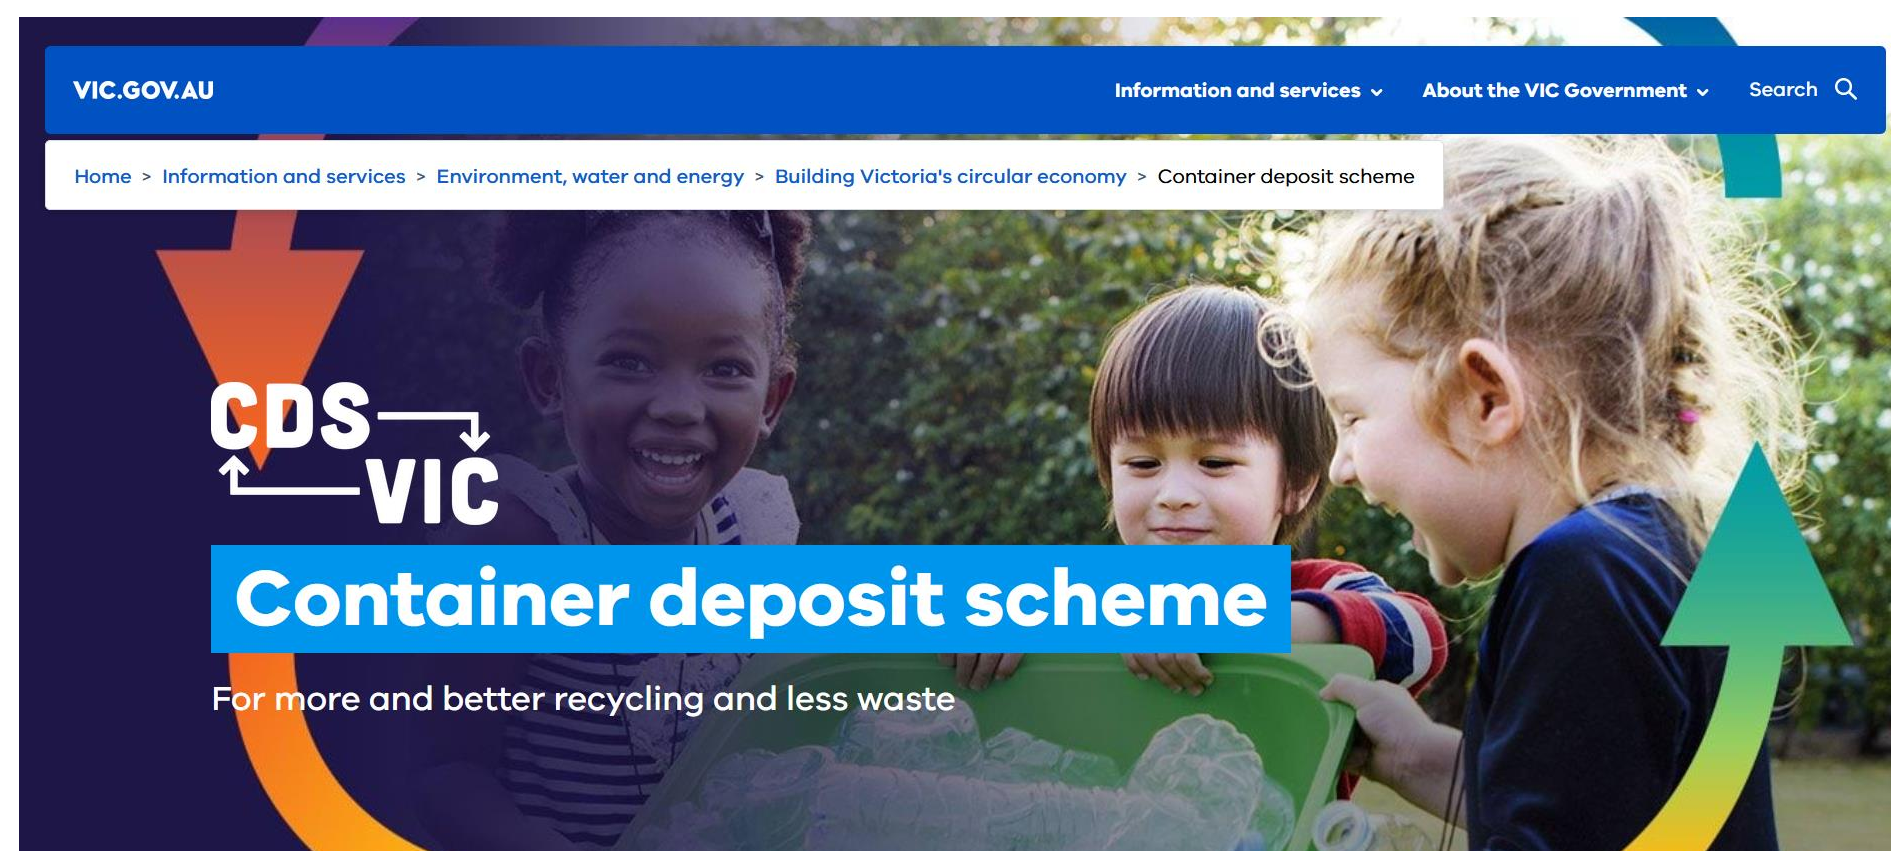 VIC.GOV.AU Information and services About the VIC Government Search
Home > Information and services > Environment, water and energy > Building Victoria's circular economy > Container deposit scheme
CDS
VIC
Container deposit scheme
For more and better recycling and less waste